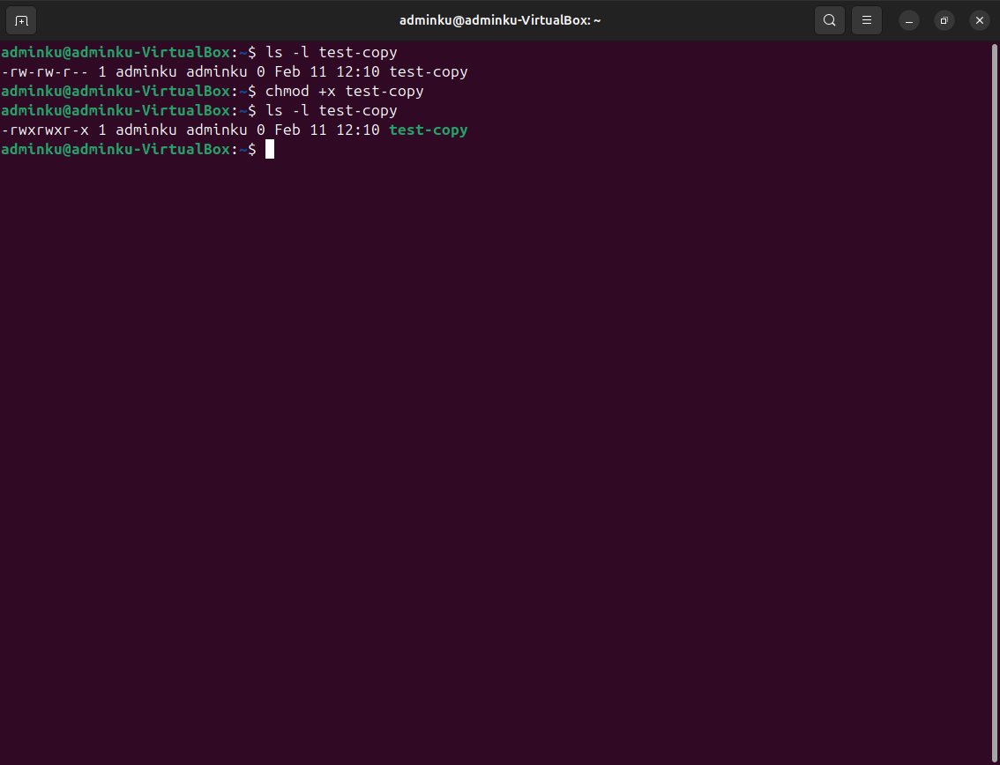 adminku@adminku-VirtualBox: ~
adminku@adminku-VirtualBox:~$ ls -l test-copy
-rw-rw-r-- 1 adminku adminku 0 Feb 11 12:10 test-copy
adminku@adminku-VirtualBox:~$ chmod +x test-copy
adminku@adminku-VirtualBox:~$ ls -l test-copy
-rwxrwxr-x 1 adminku adminku 0 Feb 11 12:10 test-copy
adminku@adminku-VirtualBox:~$